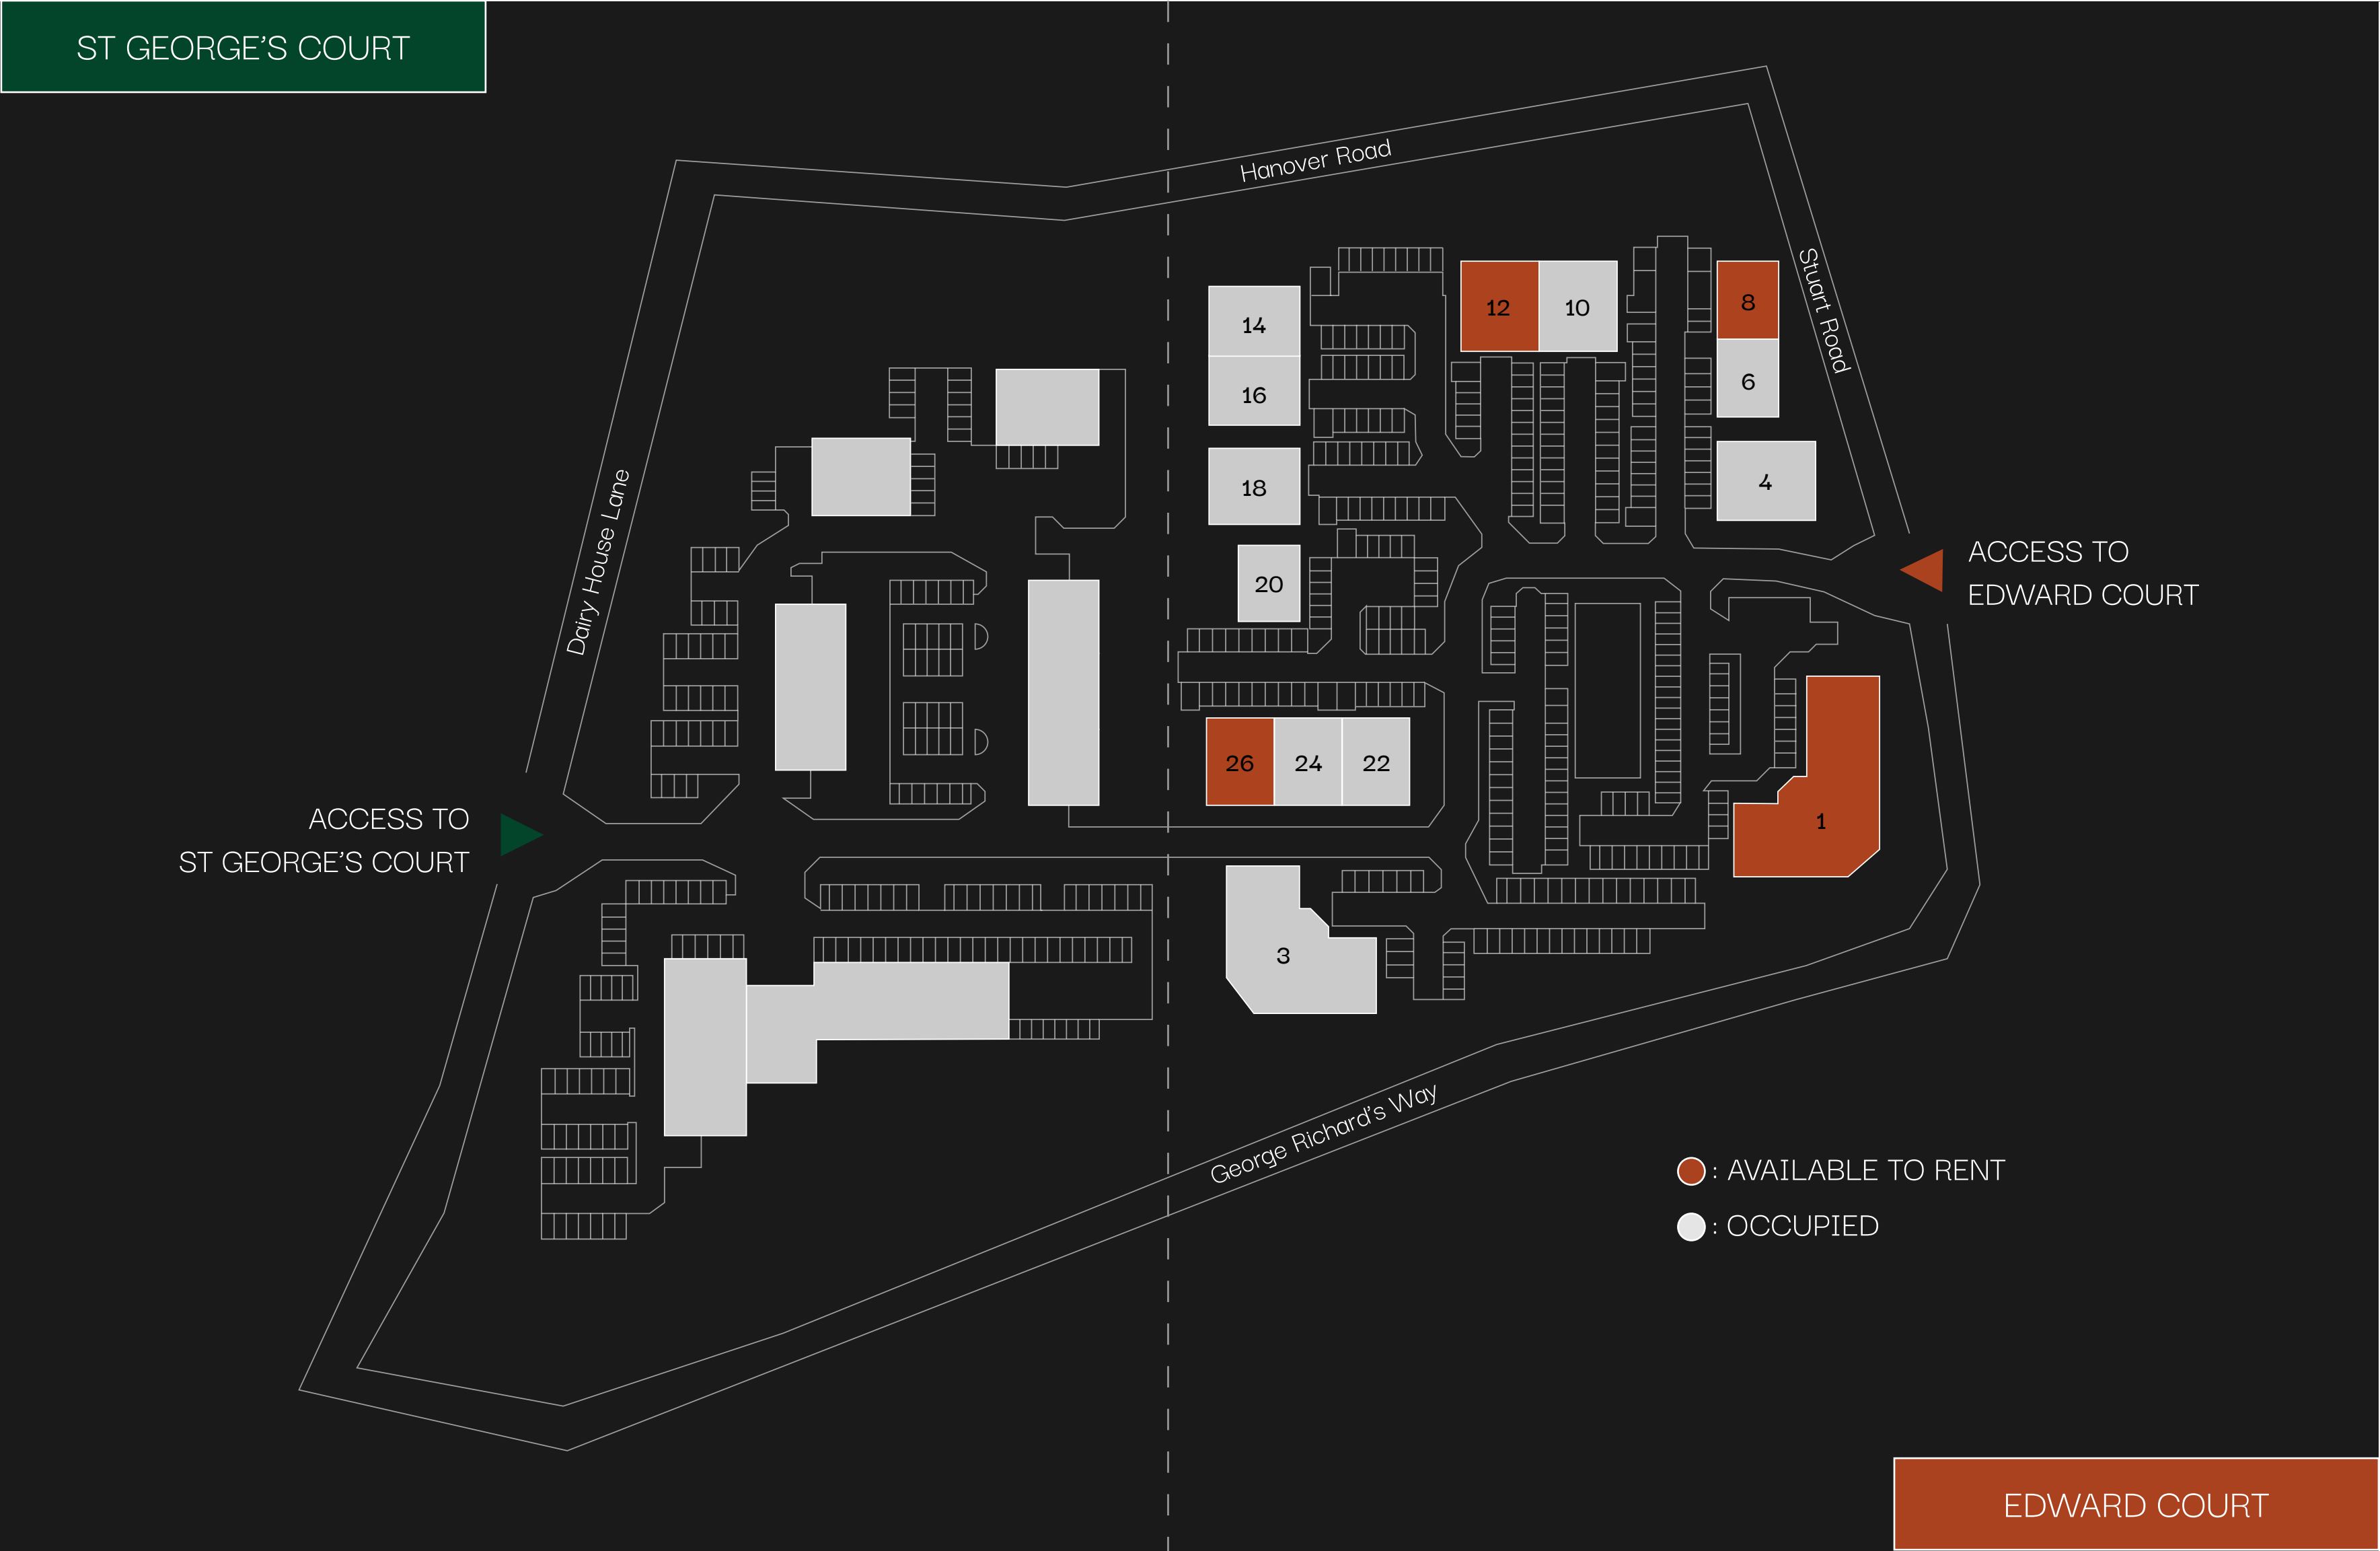 ST GEORGE’S COURT
Hanover Road
Stuart Road
Dairy House Lane
12
10
8
14
6
16
4
18
20
ACCESS TO
EDWARD COURT
26
24
22
1
ACCESS TO
ST GEORGE’S COURT
3
George Richard’s Way
: AVAILABLE TO RENT
: OCCUPIED
EDWARD COURT